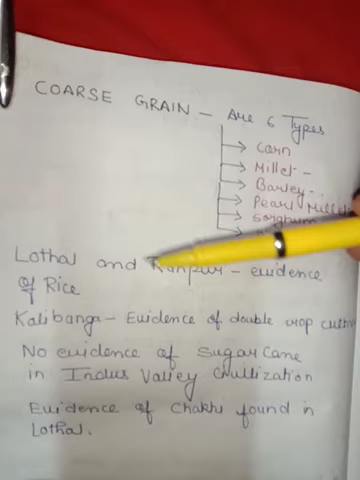 COARSE GRAIN - Are 6 Types
Corn
Millet -
Barley -
Pearl Millet
Sorghum
Lothal and - evidence
of Rice
Kalibanga - Evidence of double crop
No evidence of Sugar Cane
in Indus Valley Civilization
Evidence of Chakki found in
Lothal.